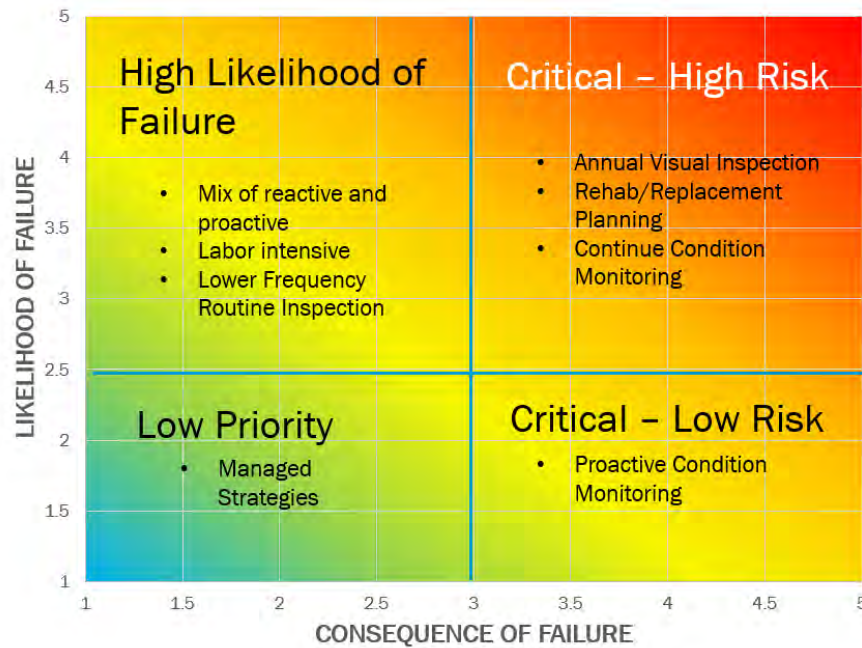 5
4.5
4
3.5
3
2.5
2
1.5
1
LIKELIHOOD OF FAILURE
High Likelihood of
Failure
• Mix of reactive and
proactive
• Labor intensive
• Lower Frequency
Routine Inspection
Critical – High Risk
• Annual Visual Inspection
• Rehab/Replacement
Planning
• Continue Condition
Monitoring
Low Priority
• Managed
Strategies
Critical – Low Risk
• Proactive Condition
Monitoring
1
1.5
2
2.5
3
3.5
4
4.5
5
CONSEQUENCE OF FAILURE